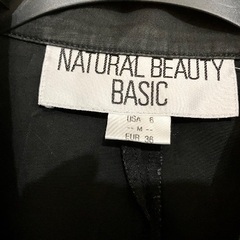 NATURAL BEAUTY
BASIC
USA 6
-- M --
EUR 36